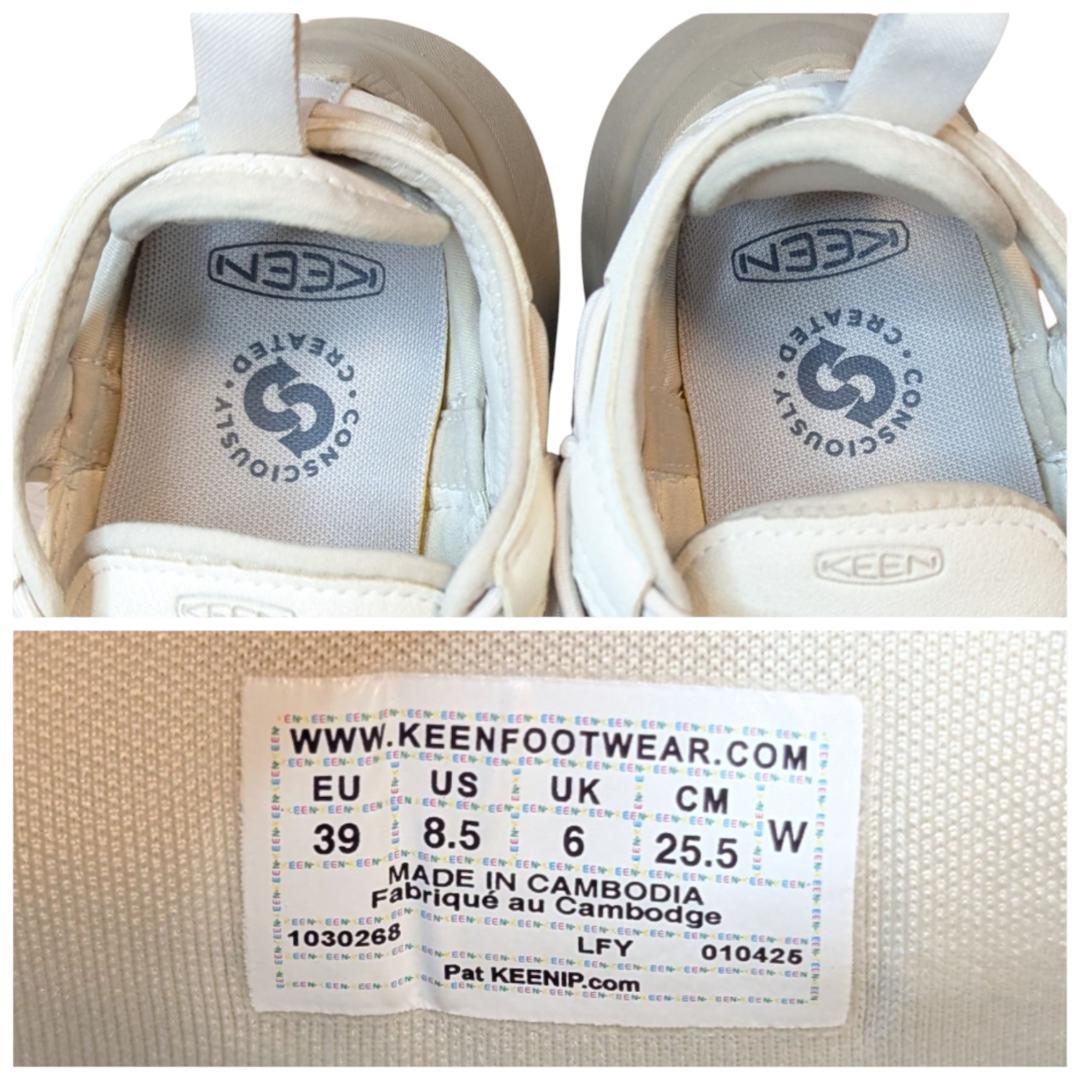 KEEN
CONSCIOUSLY • CREATED •
KEEN
KEEN
CONSCIOUSLY • CREATED •
KEEN
WWW.KEENFOOTWEAR.COM
EU US UK CM
39 8.5 6 25.5 W
MADE IN CAMBODIA
Fabriqué au Cambodge
1030268 LFY 010425
Pat KEENIP.com